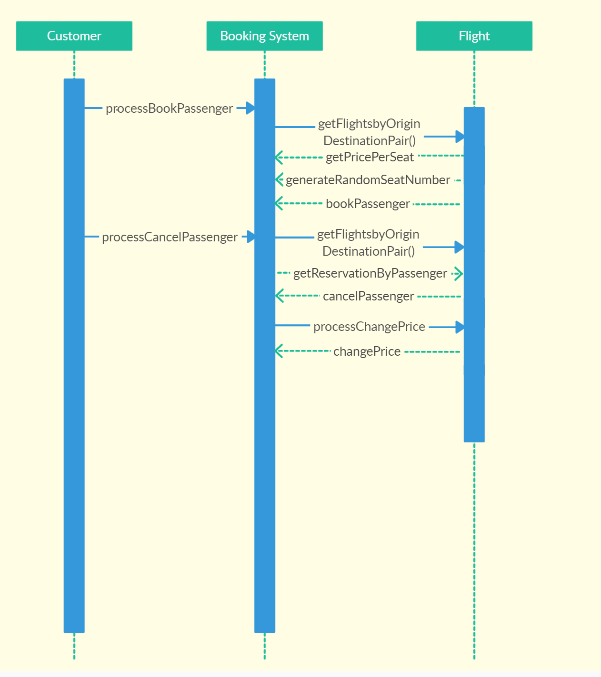 Customer
Booking System
Flight
processBookPassenger
getFlightsbyOrigin
DestinationPair()
getPricePerSeat
generateRandomSeatNumber
bookPassenger
processCancelPassenger
getFlightsbyOrigin
DestinationPair()
getReservationByPassenger
cancelPassenger
processChangePrice
changePrice